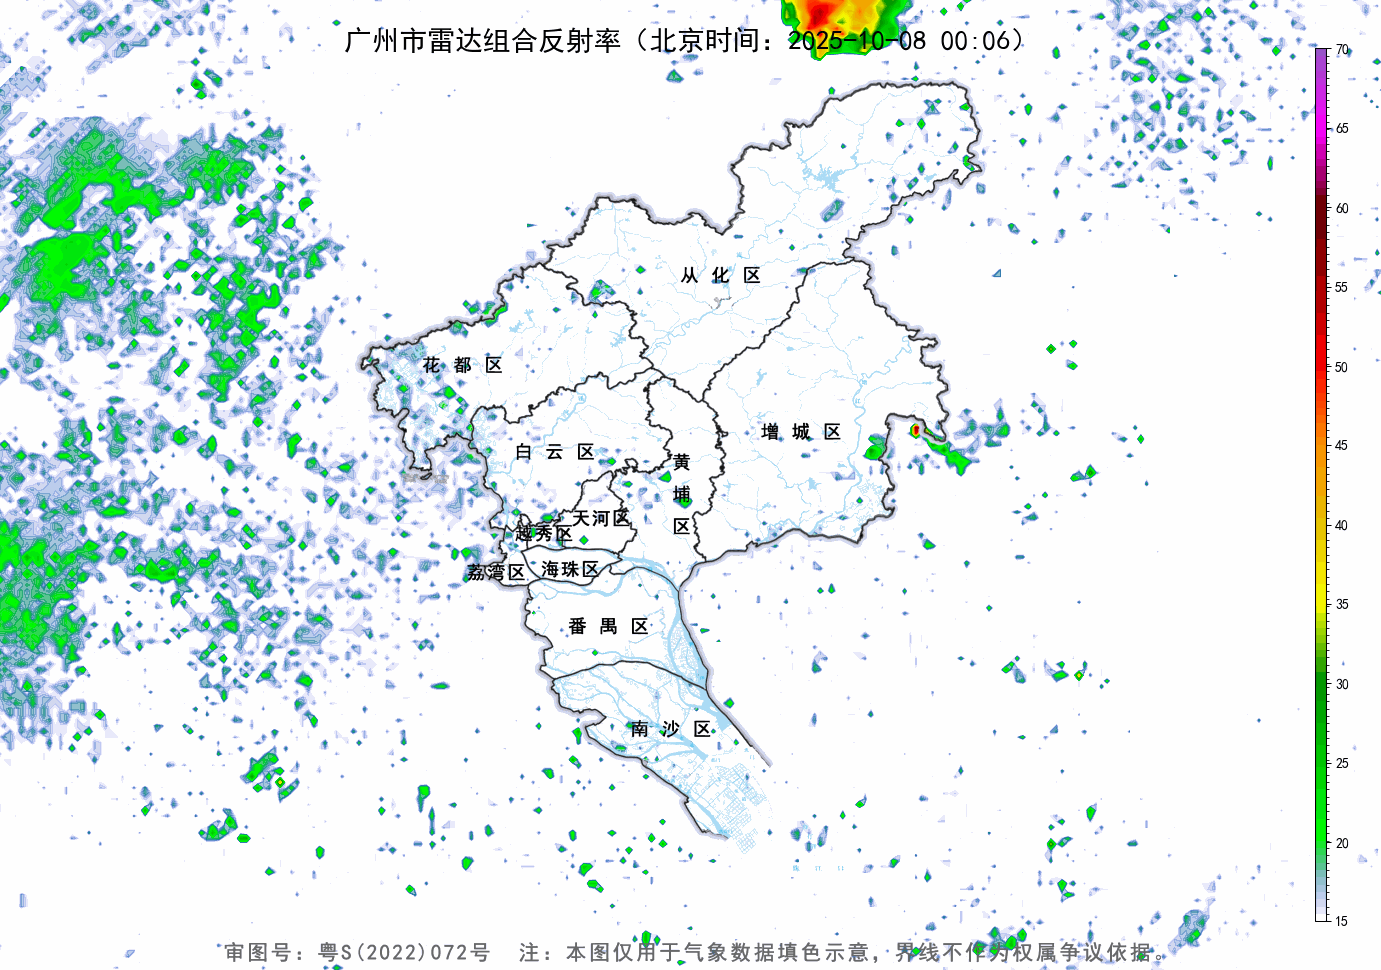 广州市雷达组合反射率（北京时间：2025-10-08 00:06）
70
65
60
55
50
45
40
35
30
25
20
15
从化区
花都区
增城区
白云区
黄埔区
天河区
越秀区
海珠区
荔湾区
番禺区
南沙区
审图号：粤S(2022)072号 注：本图仅用于气象数据填色示意，界线不作为权属争议依据。